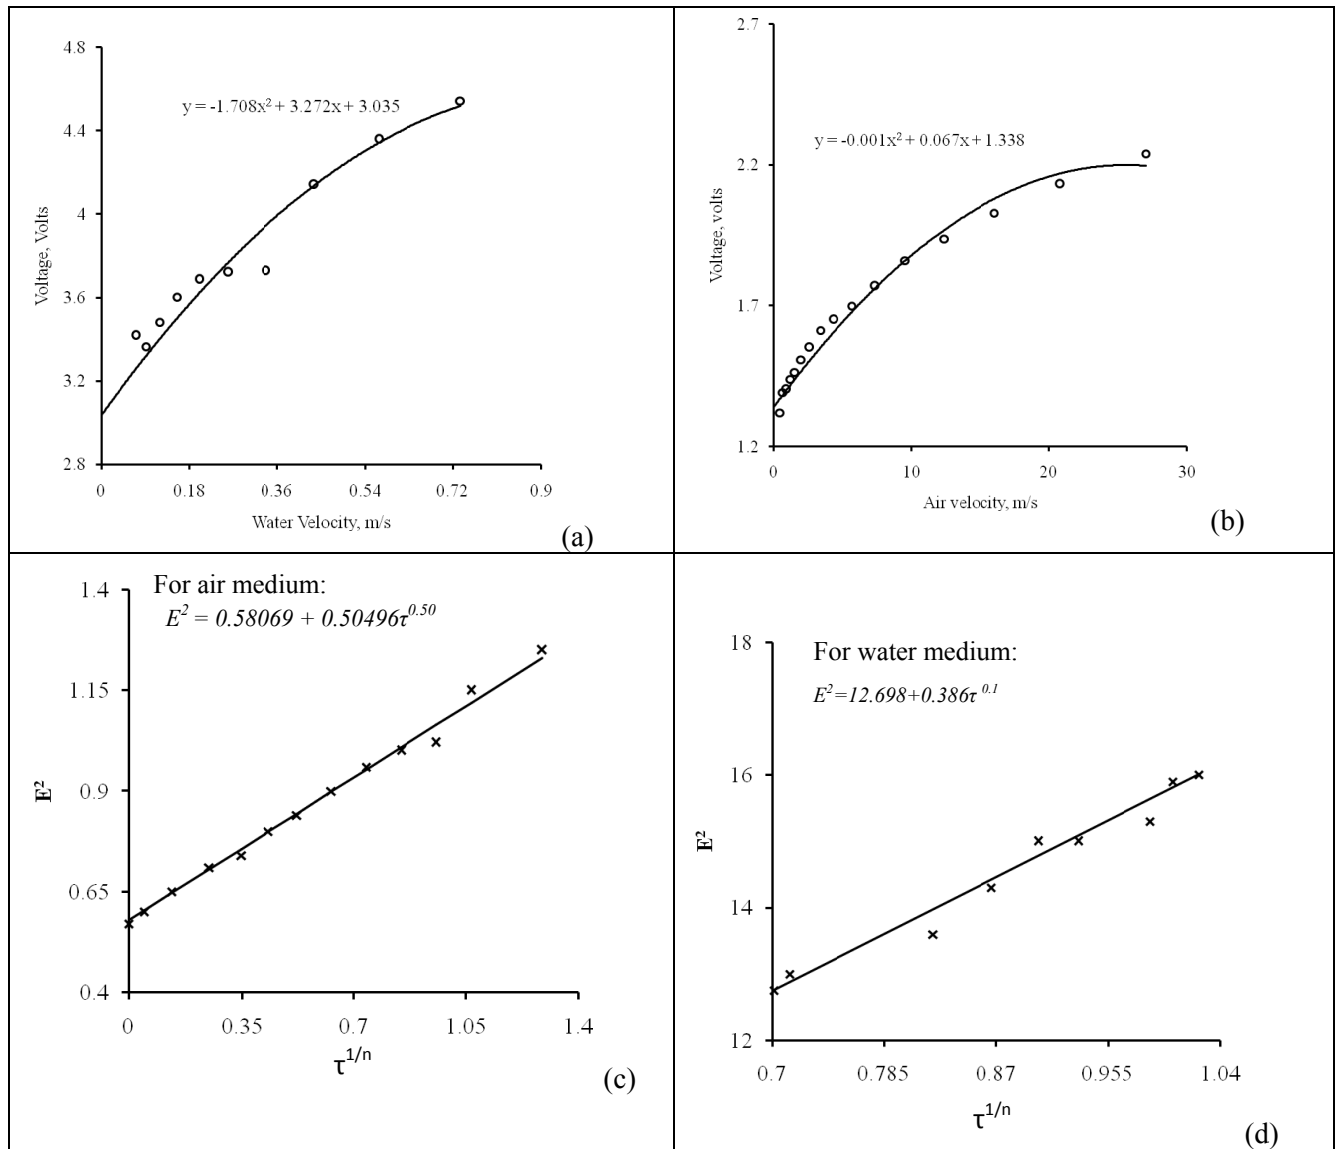 4.8
4.4
4
3.6
3.2
2.8
Voltage, Volts
y = -1.708x² + 3.272x + 3.035
0 0.18 0.36 0.54 0.72 0.9
Water Velocity, m/s
(a)
2.7
2.2
1.7
1.2
Voltage, volts
y = -0.001x² + 0.067x + 1.338
0 10 20 30
Air velocity, m/s
(b)
For air medium:
E² = 0.58069 + 0.50496τ^0.50
1.4
1.15
0.9
0.65
0.4
E²
0 0.35 0.7 1.05 1.4
τ^1/n
(c)
For water medium:
E²=12.698+0.386τ^0.1
18
16
14
12
E²
0.7 0.785 0.87 0.955 1.04
τ^1/n
(d)